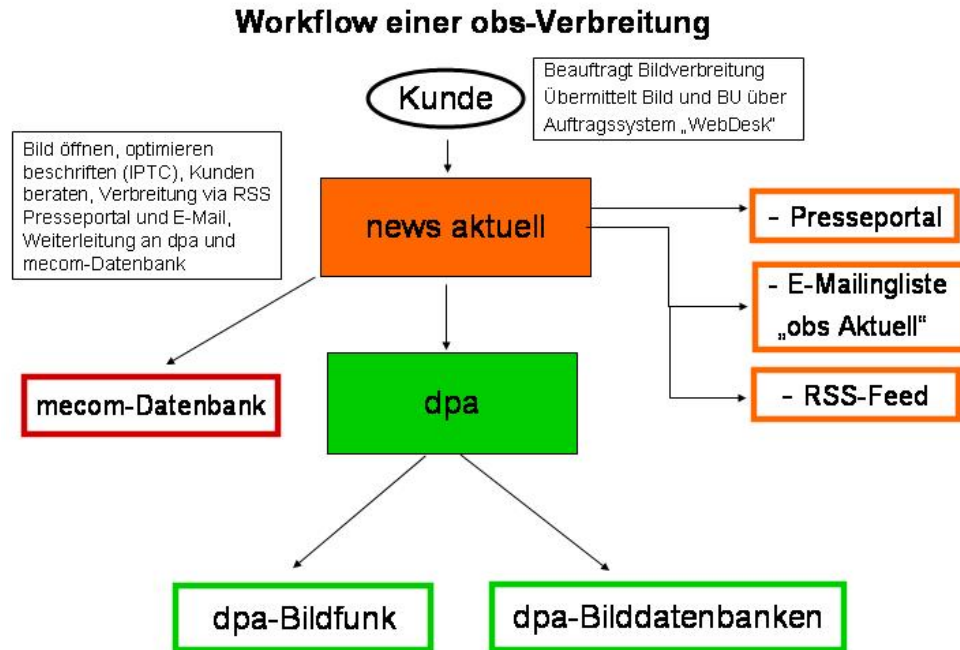 Workflow einer obs-Verbreitung
Kunde
Beauftragt Bildverbreitung
Übermittelt Bild und BU über
Auftragssystem „WebDesk"
Bild öffnen, optimieren
beschriften (IPTC), Kunden
beraten, Verbreitung via RSS
Presseportal und E-Mail,
Weiterleitung an dpa und
mecom-Datenbank
news aktuell
- Presseportal
- E-Mailingliste
„obs Aktuell"
- RSS-Feed
mecom-Datenbank
dpa
dpa-Bildfunk
dpa-Bilddatenbanken